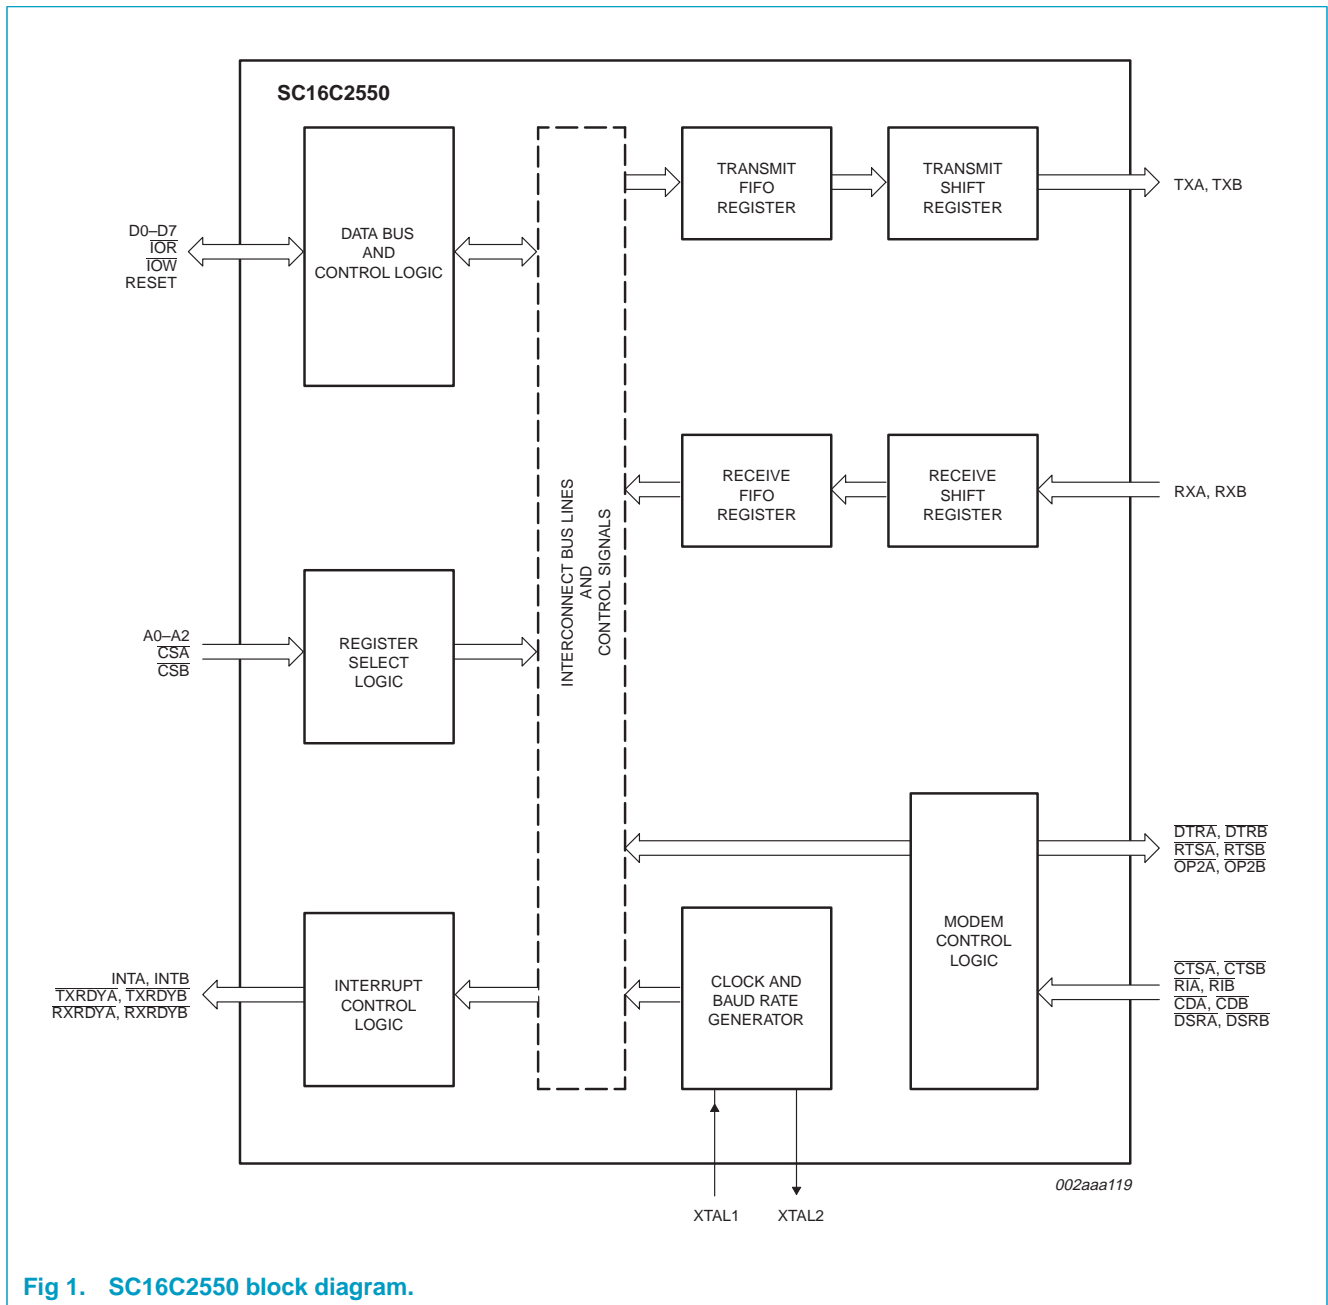 SC16C2550
D0–D7
IOR
IOW
RESET
DATA BUS
AND
CONTROL LOGIC
TRANSMIT
FIFO
REGISTER
TRANSMIT
SHIFT
REGISTER
TXA, TXB
RECEIVE
FIFO
REGISTER
RECEIVE
SHIFT
REGISTER
RXA, RXB
INTERCONNECT BUS LINES
AND
CONTROL SIGNALS
A0–A2
CSA
CSB
REGISTER
SELECT
LOGIC
DTRA, DTRB
RTSA, RTSB
OP2A, OP2B
MODEM
CONTROL
LOGIC
CTSA, CTSB
RIA, RIB
CDA, CDB
DSRA, DSRB
INTA, INTB
TXRDYA, TXRDYB
RXRDYA, RXRDYB
INTERRUPT
CONTROL
LOGIC
CLOCK AND
BAUD RATE
GENERATOR
XTAL1
XTAL2
002aaa119
Fig 1. SC16C2550 block diagram.